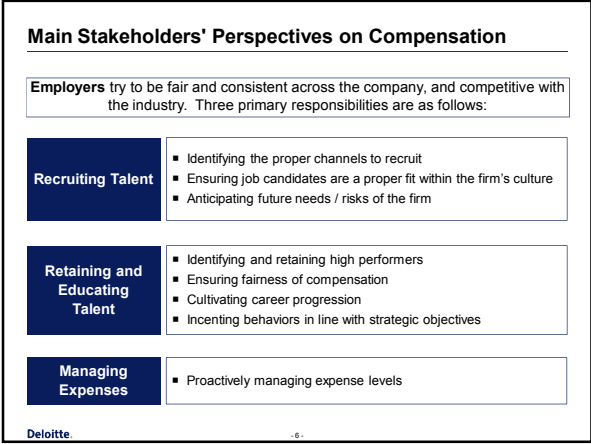 Main Stakeholders' Perspectives on Compensation
Employers try to be fair and consistent across the company, and competitive with
the industry.  Three primary responsibilities are as follows:
Recruiting Talent
▪ Identifying the proper channels to recruit
▪ Ensuring job candidates are a proper fit within the firm's culture
▪ Anticipating future needs / risks of the firm
Retaining and
Educating
Talent
▪ Identifying and retaining high performers
▪ Ensuring fairness of compensation
▪ Cultivating career progression
▪ Incenting behaviors in line with strategic objectives
Managing
Expenses
▪ Proactively managing expense levels
Deloitte.
- 6 -